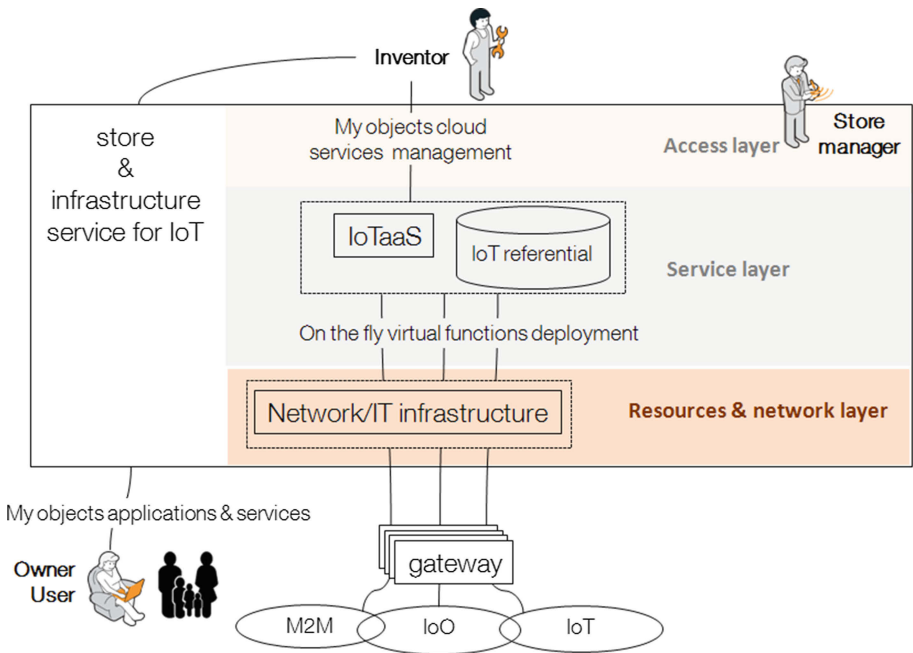 Inventor
store
&
infrastructure
service for IoT
My objects cloud
services management
Access layer
Store
manager
IoTaaS
IoT referential
Service layer
On the fly virtual functions deployment
Network/IT infrastructure
Resources & network layer
My objects applications & services
Owner
User
gateway
M2M
IoO
IoT